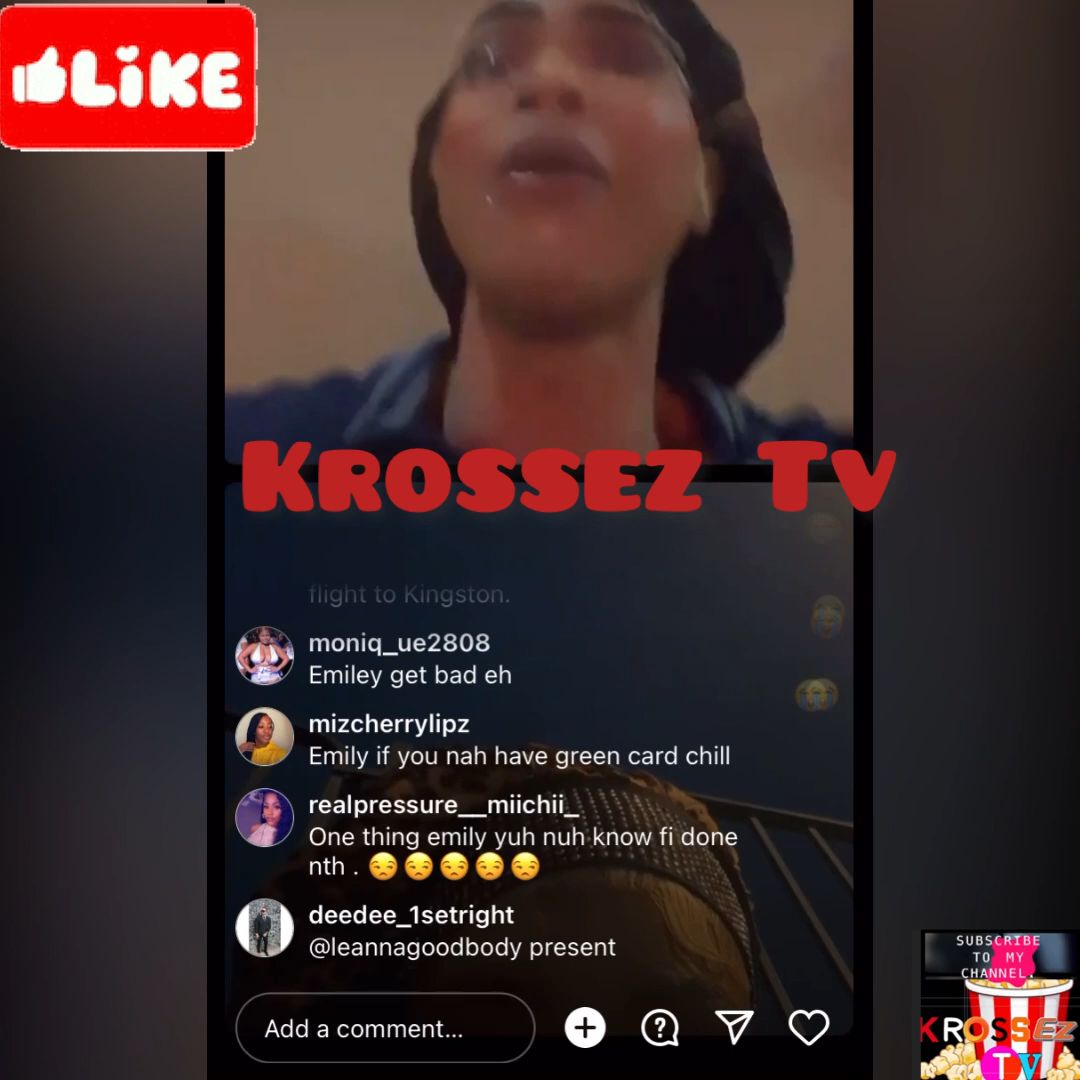 LiKE
KROSSEZ TV
flight to Kingston.
moniq_ue2808
Emiley get bad eh
mizcherrylipz
Emily if you nah have green card chill
realpressure__miichii_
One thing emily yuh nuh know fi done
nth . 😒😒😒😒😒
deedee_1setright
@leannagoodbody present
Add a comment...
SUBSCRIBE
TO MY
CHANNEL.
KROSSEZ
TV